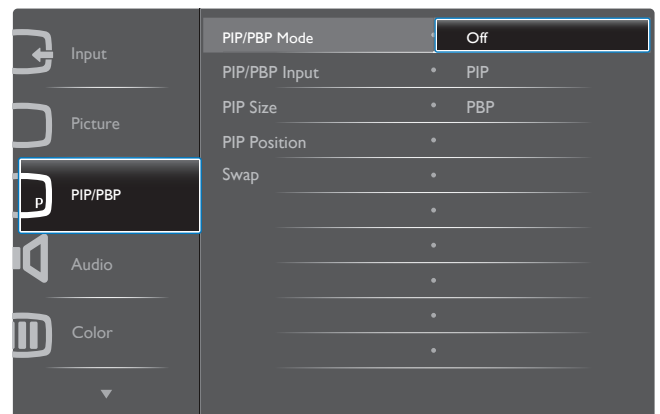 Input
Picture
P
PIP/PBP
Audio
Color
PIP/PBP Mode
PIP/PBP Input
PIP Size
PIP Position
Swap
Off
PIP
PBP